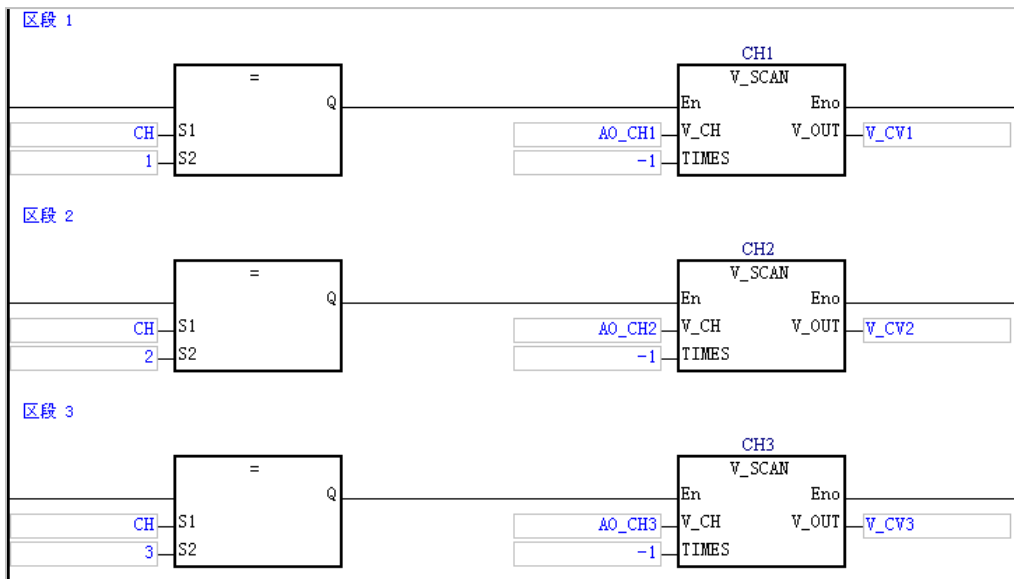 区段 1
CH1
= V_SCAN
Q En Eno
CH S1 AO_CH1 V_CH V_OUT V_CV1
1 S2 -1 TIMES
区段 2
CH2
= V_SCAN
Q En Eno
CH S1 AO_CH2 V_CH V_OUT V_CV2
2 S2 -1 TIMES
区段 3
CH3
= V_SCAN
Q En Eno
CH S1 AO_CH3 V_CH V_OUT V_CV3
3 S2 -1 TIMES